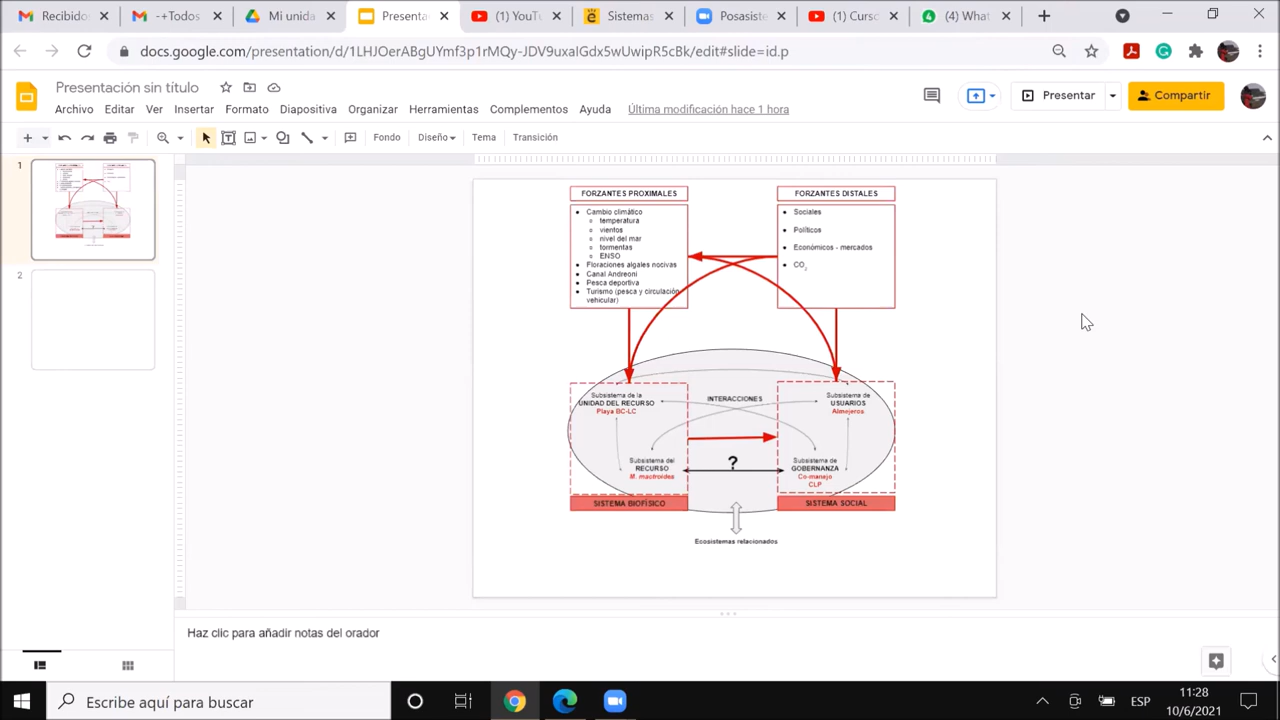 Recibidos
--Todos
Mi unida
Presenta
(1) YouT
Sistemas
Posasiste
(1) Curso
(4) What
docs.google.com/presentation/d/1LHJOerABqUYmf3p1rMQy-JDV9uxaIGdx5wUwipR5cBk/edit#slide=id.p
Presentación sin título
Archivo Editar Ver Insertar Formato Diapositiva Organizar Herramientas Complementos Ayuda Última modificación hace 1 hora
Presentar
Compartir
Fondo Diseño Tema Transición
1
2
FORZANTES PROXIMALES
Cambio climático
temperatura
vientos
nivel del mar
tormentas
ENSO
Floraciones algales nocivas
Canal Andreoni
Pesca deportiva
Turismo (pesca y circulación
vehicular)
FORZANTES DISTALES
Sociales
Políticos
Económicos - mercados
CO2
Subsistema de la
UNIDAD DEL RECURSO
Playa BC-LC
INTERACCIONES
Subsistema de
USUARIOS
Almejeros
Subsistema del
RECURSO
M. mactroides
?
Subsistema de
GOBERNANZA
Co-manejo
CLP
SISTEMA BIOFÍSICO
SISTEMA SOCIAL
Ecosistemas relacionados
Haz clic para añadir notas del orador
Escribe aquí para buscar
ESP
11:28
10/6/2021